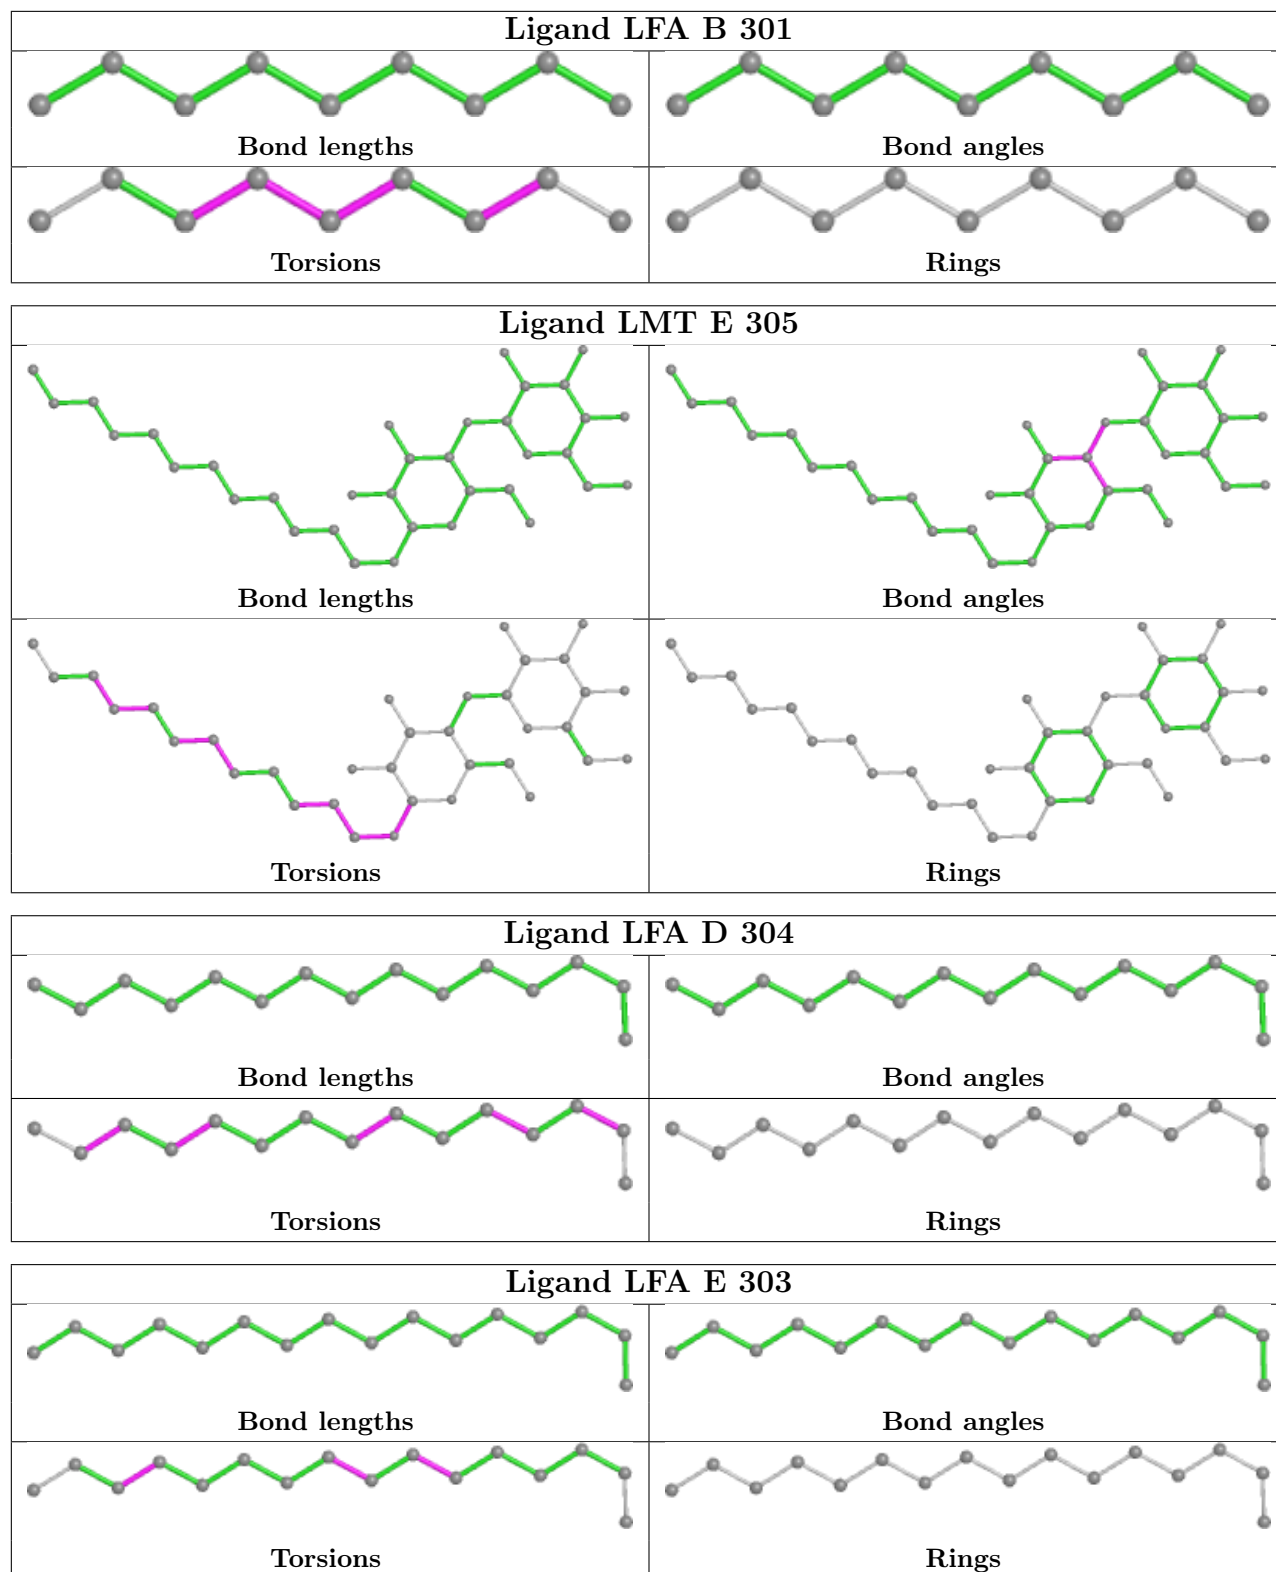 Ligand LFA B 301
Bond lengths Bond angles
Torsions Rings
Ligand LMT E 305
Bond lengths Bond angles
Torsions Rings
Ligand LFA D 304
Bond lengths Bond angles
Torsions Rings
Ligand LFA E 303
Bond lengths Bond angles
Torsions Rings